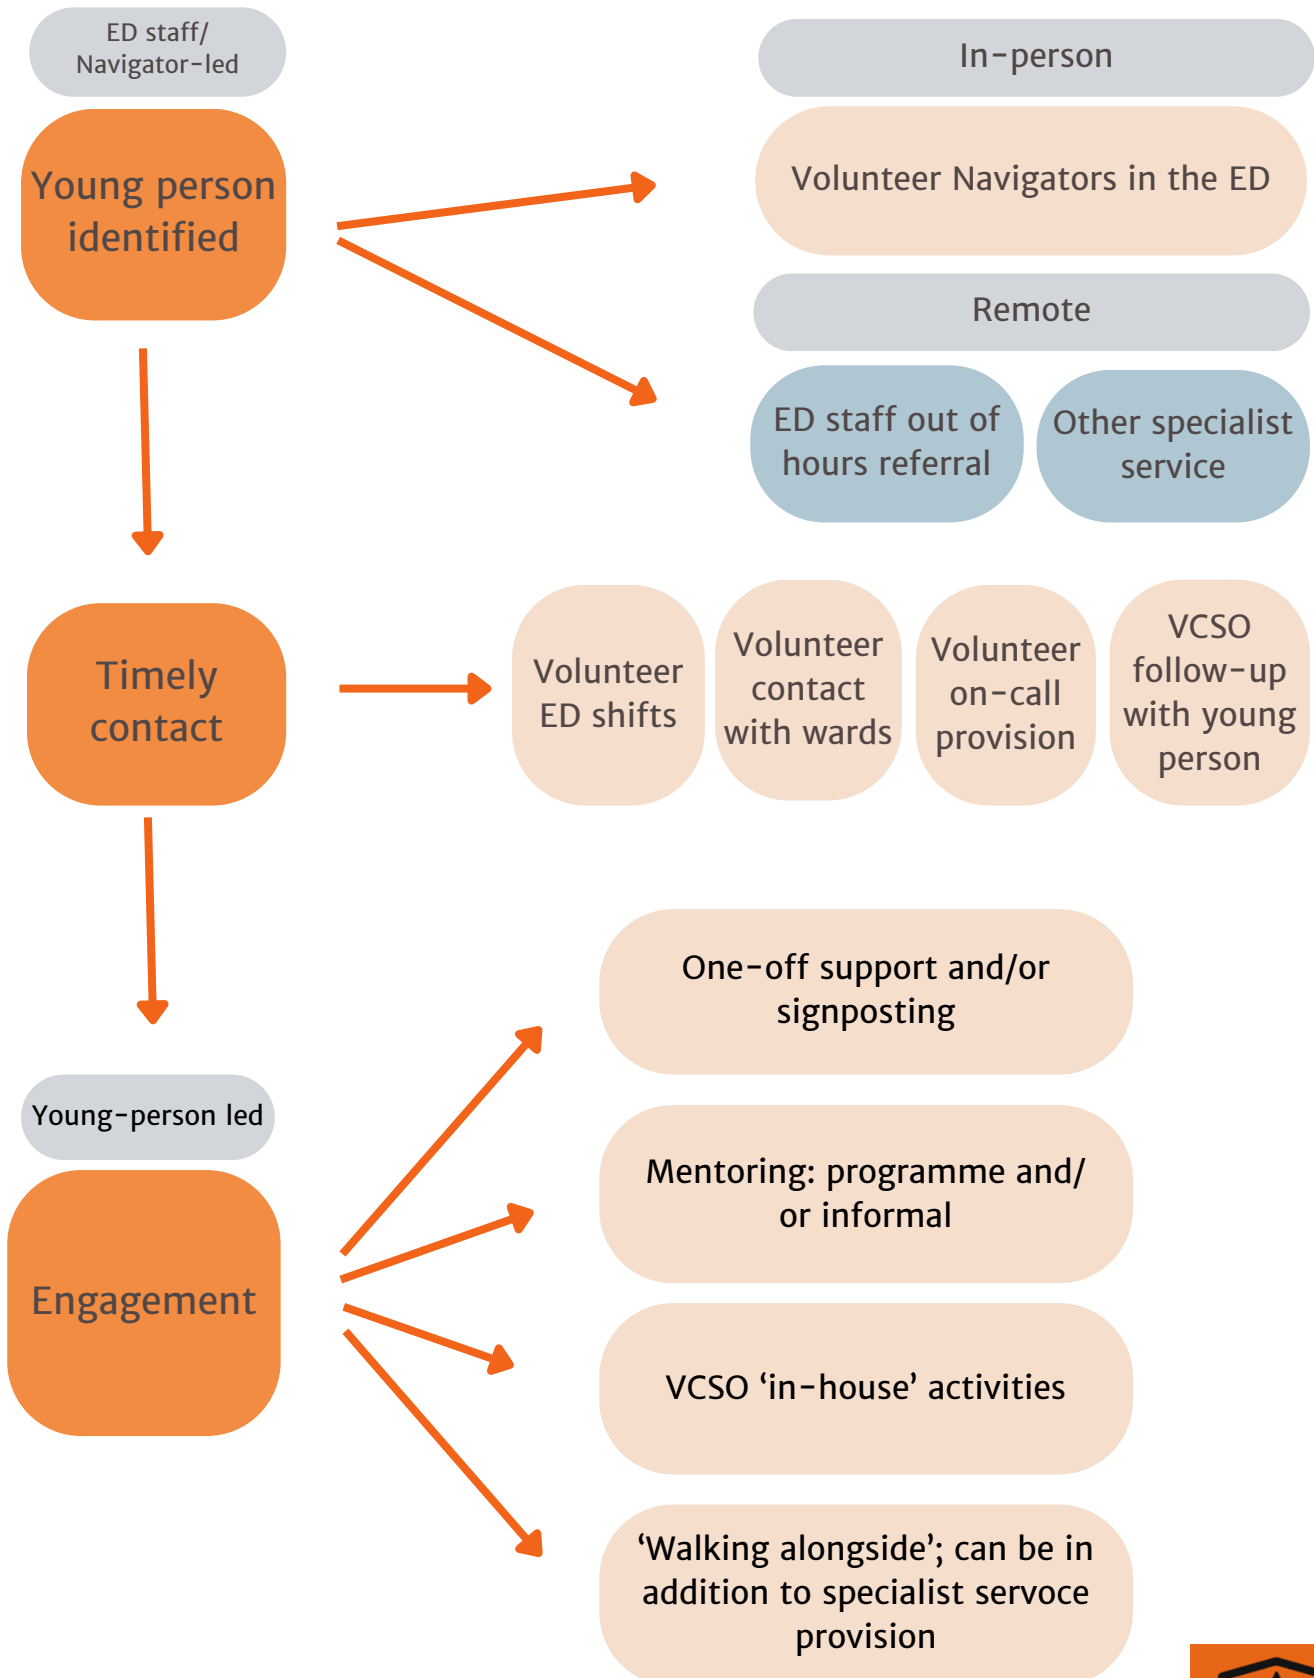 ED staff/
Navigator-led
Young person
identified
In-person
Volunteer Navigators in the ED
Remote
ED staff out of
hours referral
Other specialist
service
Timely
contact
Volunteer
ED shifts
Volunteer
contact
with wards
Volunteer
on-call
provision
VCSO
follow-up
with young
person
Young-person led
Engagement
One-off support and/or
signposting
Mentoring: programme and/
or informal
VCSO ‘in-house’ activities
‘Walking alongside’; can be in
addition to specialist servoce
provision